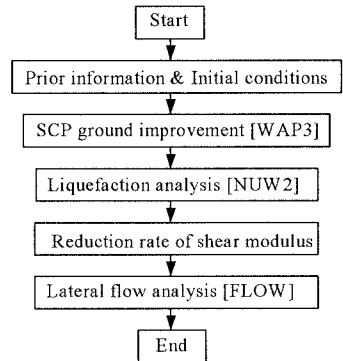 Start
Prior information & Initial conditions
SCP ground improvement [WAP3]
Liquefaction analysis [NUW2]
Reduction rate of shear modulus
Lateral flow analysis [FLOW]
End